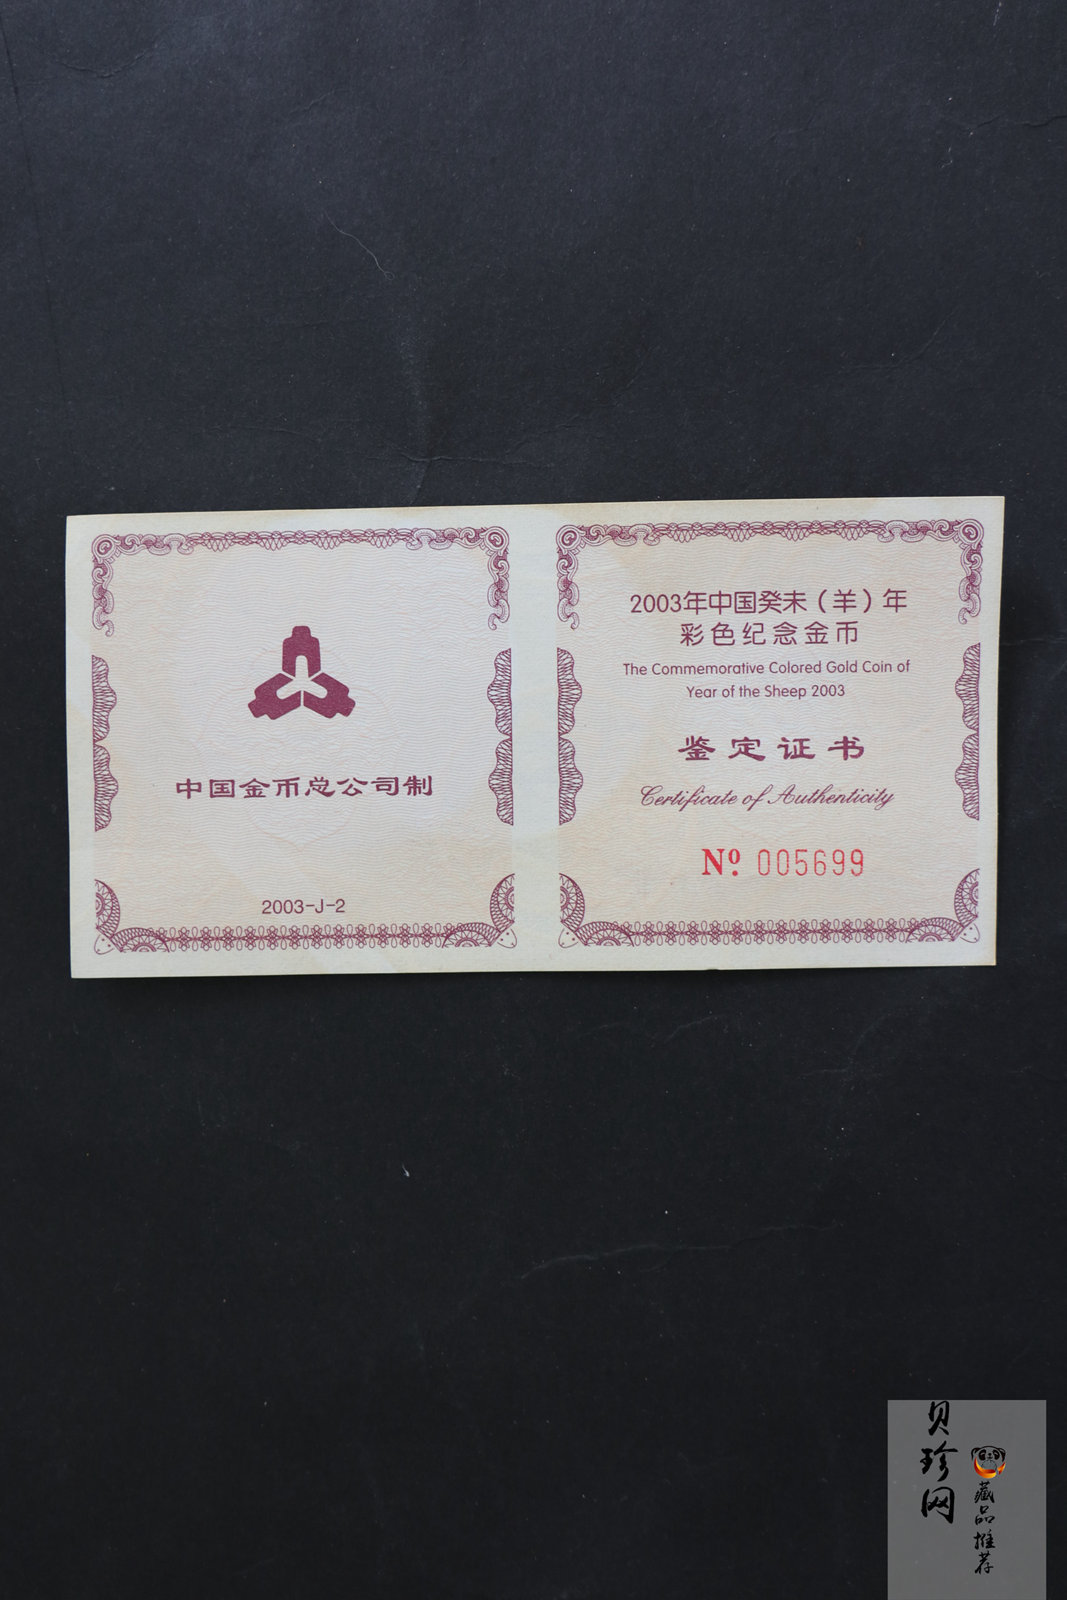 中国金币总公司制
2003-J-2
2003年中国癸未（羊）年
彩色纪念金币
The Commemorative Colored Gold Coin of
Year of the Sheep 2003
鉴定证书
Certificate of Authenticity
Nº. 005699
贝珍网
藏品推荐